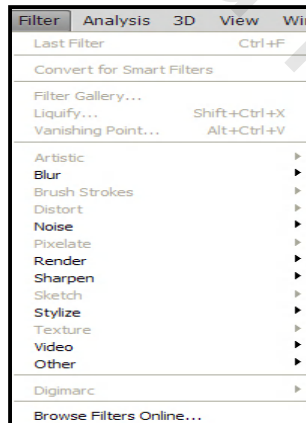 Filter Analysis 3D View
Last Filter Ctrl+F
Convert for Smart Filters
Filter Gallery...
Liquify... Shift+Ctrl+X
Vanishing Point... Alt+Ctrl+V
Artistic
Blur
Brush Strokes
Distort
Noise
Pixelate
Render
Sharpen
Sketch
Stylize
Texture
Video
Other
Digimarc
Browse Filters Online...